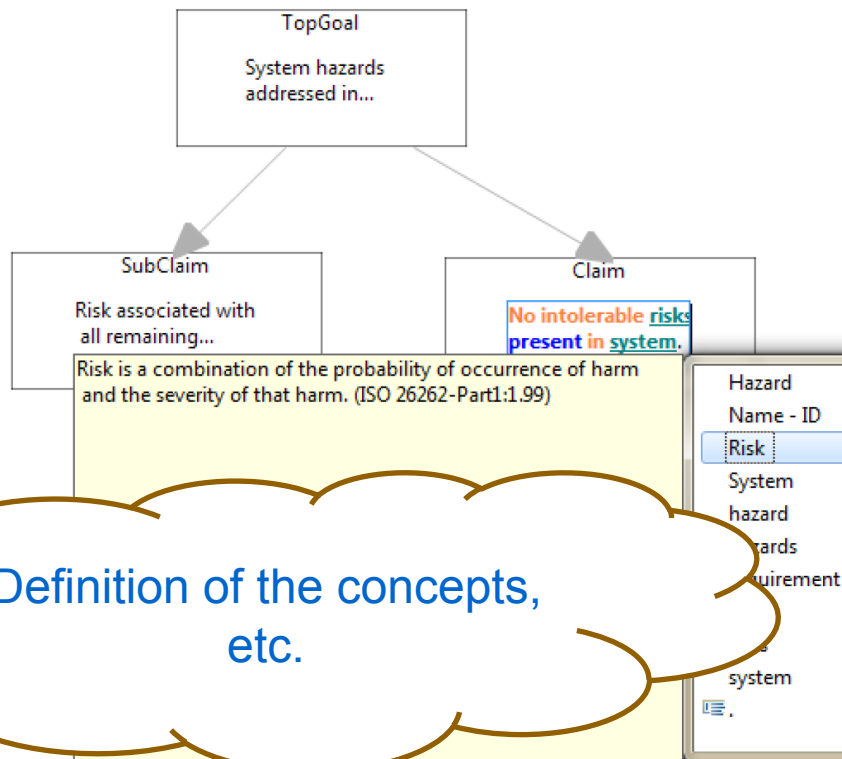 TopGoal
System hazards
addressed in...
SubClaim
Risk associated with
all remaining...
Claim
No intolerable risks
present in system.
Risk is a combination of the probability of occurrence of harm
and the severity of that harm. (ISO 26262-Part1:1.99)
Hazard
Name - ID
Risk
System
hazard
system
.
Definition of the concepts,
etc.